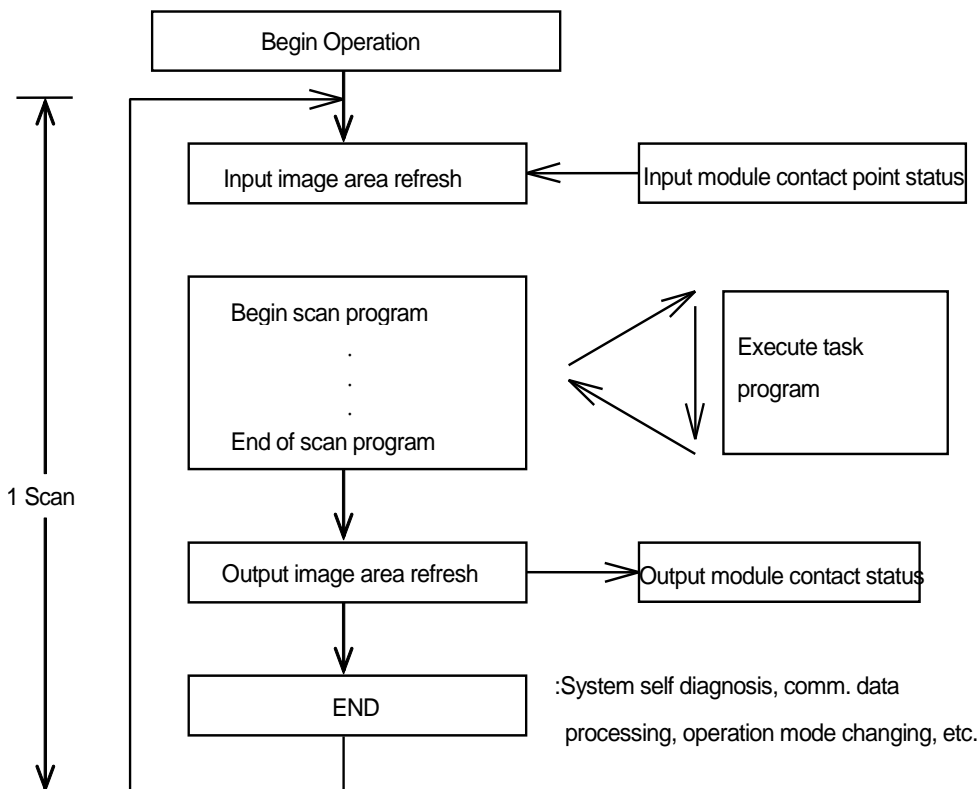 Begin Operation
Input image area refresh
Input module contact point status
Begin scan program
.
.
.
End of scan program
Execute task
program
1 Scan
Output image area refresh
Output module contact status
END
:System self diagnosis, comm. data
processing, operation mode changing, etc.